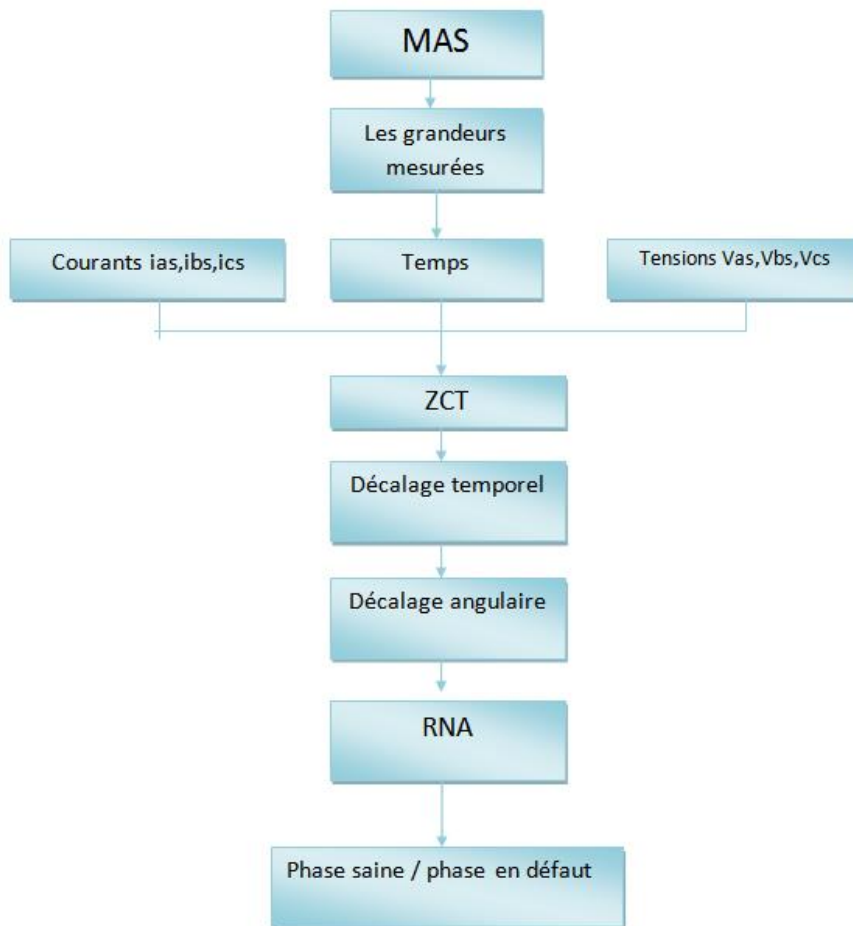 MAS
Les grandeurs
mesurées
Courants ias,ibs,ics
Temps
Tensions Vas,Vbs,Vcs
ZCT
Décalage temporel
Décalage angulaire
RNA
Phase saine / phase en défaut